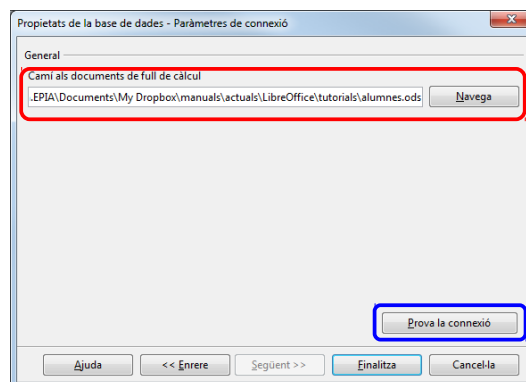 Propietats de la base de dades - Paràmetres de connexió
General
Camí als documents de full de càlcul
.EPIA\Documents\My Dropbox\manuals\actuals\LibreOffice\tutorials\alumnes.ods Navega
Prova la connexió
Ajuda << Enrere Següent >> Finalitza Cancel·la